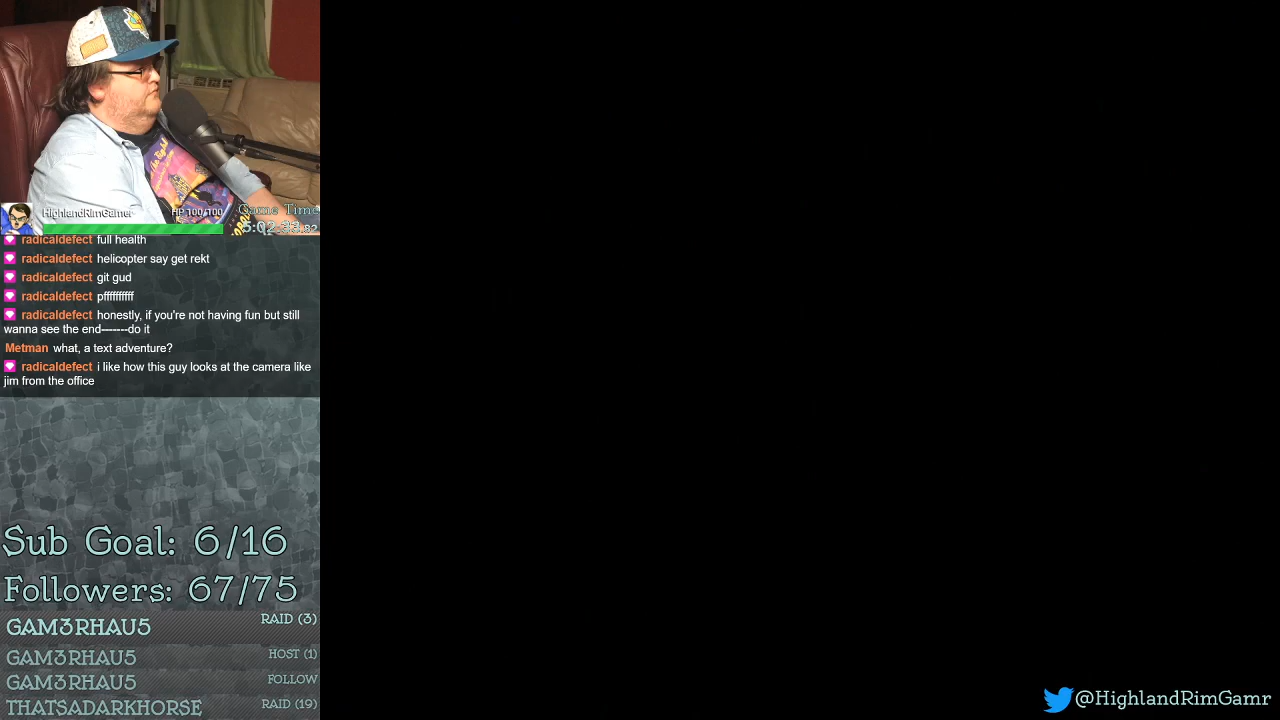 HighlandRimGamer HP 100/100
Game Time
radicaldefect full health
radicaldefect helicopter say get rekt
radicaldefect git gud
radicaldefect pffffffffff
radicaldefect honestly, if you're not having fun but still
wanna see the end-------do it
Metman what, a text adventure?
radicaldefect i like how this guy looks at the camera like
jim from the office
Sub Goal: 6/16
Followers: 67/75
GAM3RHAU5 RAID (3)
GAM3RHAU5 HOST (1)
GAM3RHAU5 FOLLOW
THATSADARKHORSE RAID (19)
@HighlandRimGamr